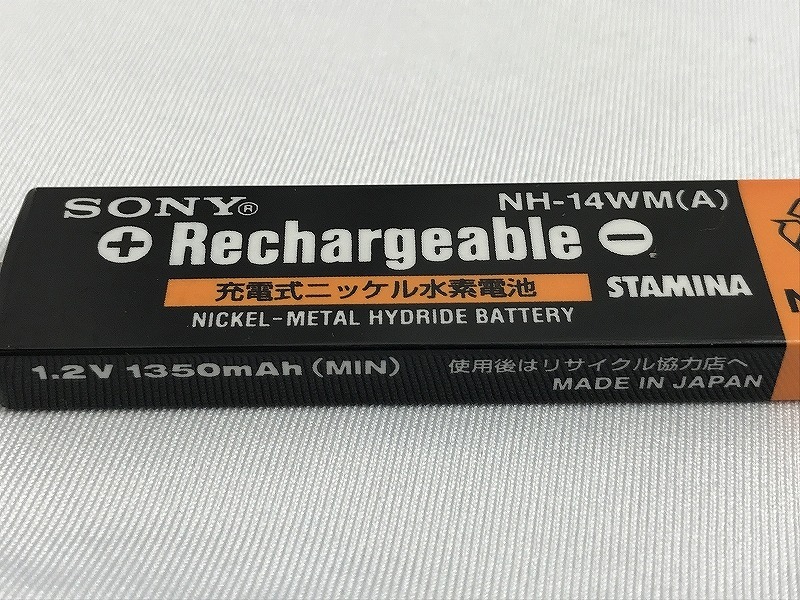 SONY® NH-14WM(A)
⊕ Rechargeable ⊖
充電式ニッケル水素電池 STAMINA
NICKEL-METAL HYDRIDE BATTERY
1.2V 1350mAh (MIN) 使用後はリサイクル協力店へ
MADE IN JAPAN